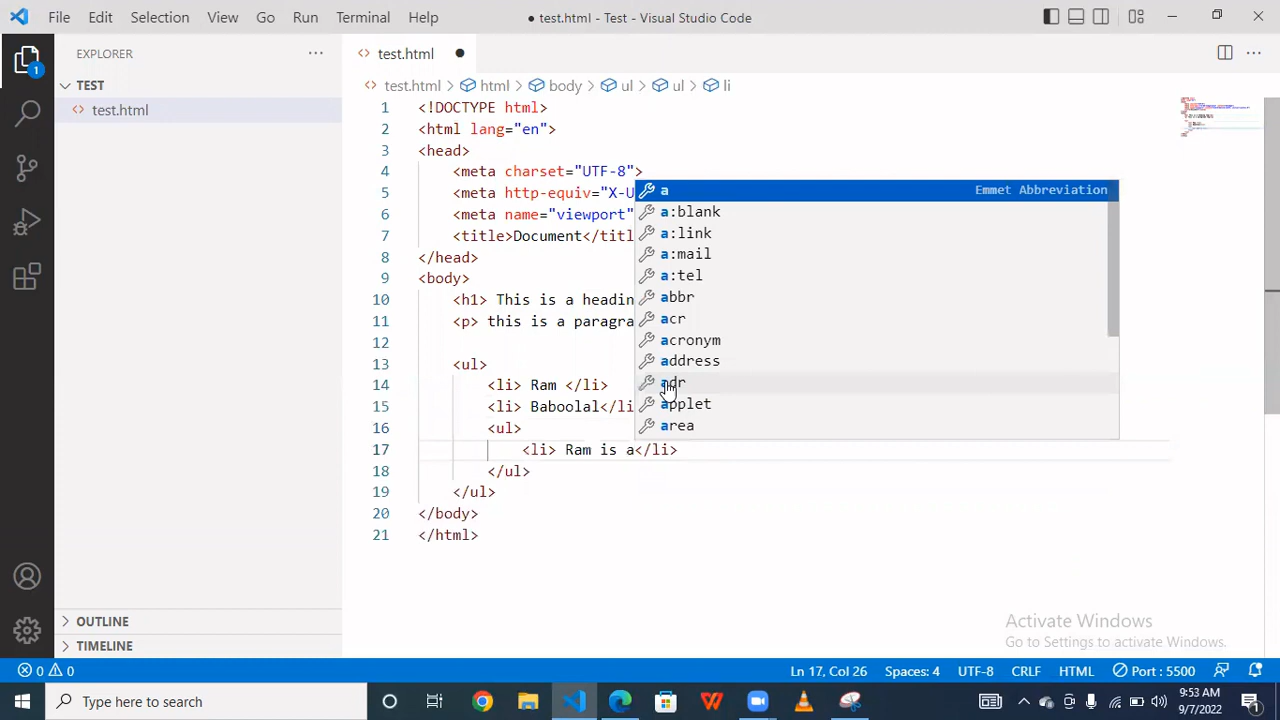 File Edit Selection View Go Run Terminal Help
● test.html - Test - Visual Studio Code
EXPLORER
TEST
<> test.html
1
OUTLINE
TIMELINE
<> test.html
<> test.html > html > body > ul > ul > li
1 <!DOCTYPE html>
2 <html lang="en">
3 <head>
4 <meta charset="UTF-8">
5 <meta http-equiv="X-U
6 <meta name="viewport"
7 <title>Document</titl
8 </head>
9 <body>
10 <h1> This is a headin
11 <p> this is a paragra
12
13 <ul>
14 <li> Ram </li>
15 <li> Baboolal</li
16 <ul>
17 <li> Ram is a</li>
18 </ul>
19 </ul>
20 </body>
21 </html>
a Emmet Abbreviation
a:blank
a:link
a:mail
a:tel
abbr
acr
acronym
address
adr
applet
area
Activate Windows
Go to Settings to activate Windows.
0 0 Ln 17, Col 26 Spaces: 4 UTF-8 CRLF HTML Port : 5500
Type here to search
9:53 AM
9/7/2022
1